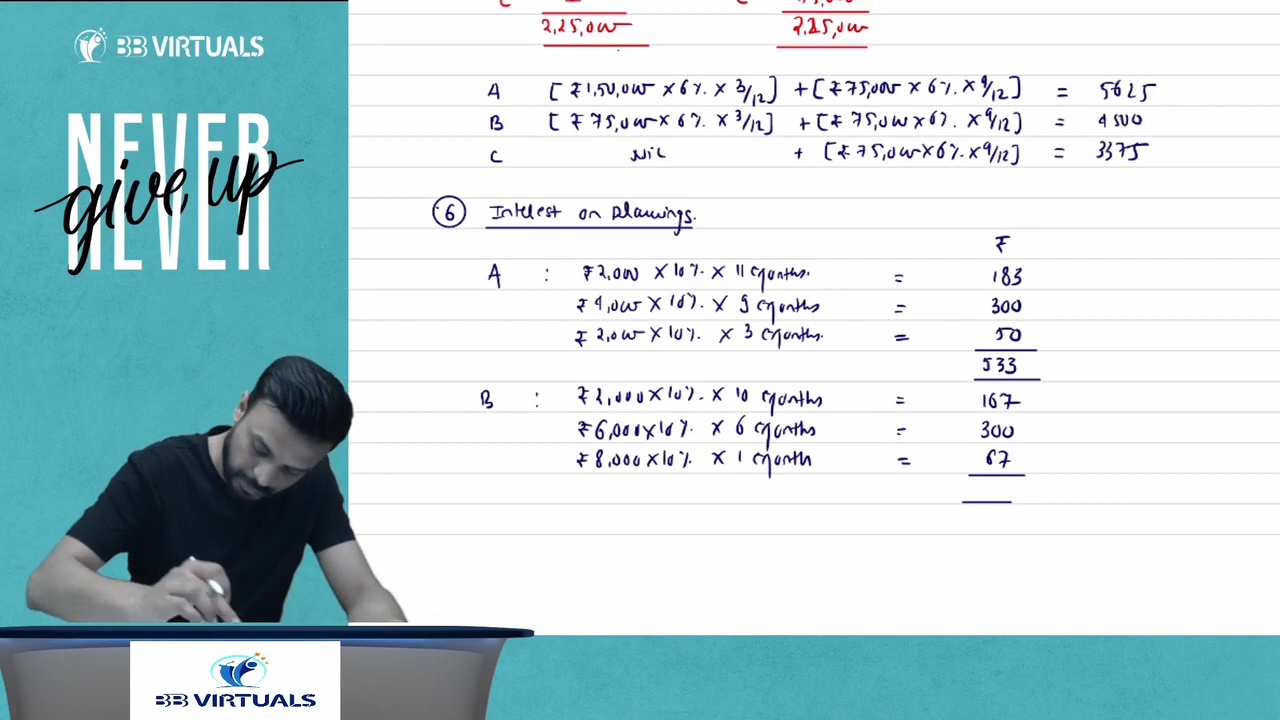 BB VIRTUALS
NEVER
give up
NEVER
2,25,000 2,25,000
A [₹1,50,000 × 6% × 3/12] + [₹75,000 × 6% × 9/12] = 5625
B [₹75,000 × 6% × 3/12] + [₹75,000 × 6% × 9/12] = 4500
C Nil + [₹75,000 × 6% × 9/12] = 3375
6 Interest on Drawings.
₹
A : ₹2,000 × 10% × 11 months. = 183
₹4,000 × 10% × 9 months = 300
₹2,000 × 10% × 3 months. = 50
533
B : ₹2,000 × 10% × 10 months = 167
₹6,000 × 10% × 6 months = 300
₹8,000 × 10% × 1 month = 67
BB VIRTUALS